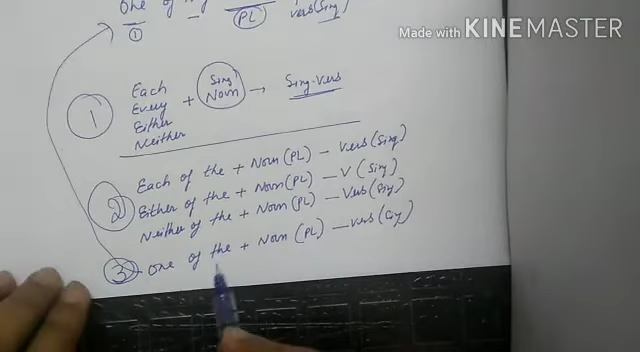 Made with KINEMASTER
One of
(PL) verb(Sing)
①
① Each
Every
Either
Neither
+ Sing Noun → Sing-verb
② Each of the + Noun (PL) – verb (Sing)
Either of the + Noun (PL) – V (Sing)
Neither of the + Noun (PL) – Verb (Sing)
③ One of the + Noun (PL) – verb (Sing)